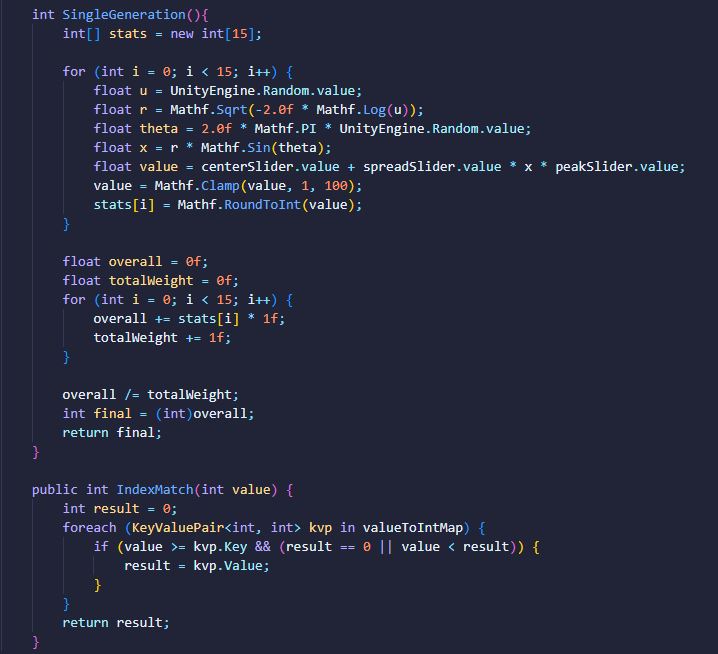 int SingleGeneration(){
int[] stats = new int[15];
for (int i = 0; i < 15; i++) {
float u = UnityEngine.Random.value;
float r = Mathf.Sqrt(-2.0f * Mathf.Log(u));
float theta = 2.0f * Mathf.PI * UnityEngine.Random.value;
float x = r * Mathf.Sin(theta);
float value = centerSlider.value + spreadSlider.value * x * peakSlider.value;
value = Mathf.Clamp(value, 1, 100);
stats[i] = Mathf.RoundToInt(value);
}
float overall = 0f;
float totalWeight = 0f;
for (int i = 0; i < 15; i++) {
overall += stats[i] * 1f;
totalWeight += 1f;
}
overall /= totalWeight;
int final = (int)overall;
return final;
}
public int IndexMatch(int value) {
int result = 0;
foreach (KeyValuePair<int, int> kvp in valueToIntMap) {
if (value >= kvp.Key && (result == 0 || value < result)) {
result = kvp.Value;
}
}
return result;
}